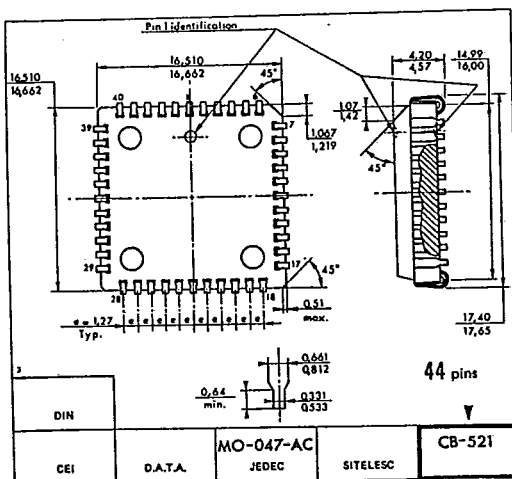 Pin 1 identification
16,510
16,662
45°
4,20
4,57
14,99
16,00
16,510
16,662
40
1,07
1,42
39
7
1,067
1,219
45°
29
17
45°
28
18
e = 1,27
Typ.
e e e e e e e e e
0,51
max.
17,40
17,65
0,661
0,812
0,64
min.
0,331
0,533
44 pins
3
DIN
CEI
D.A.T.A.
MO-047-AC
JEDEC
SITELESC
CB-521